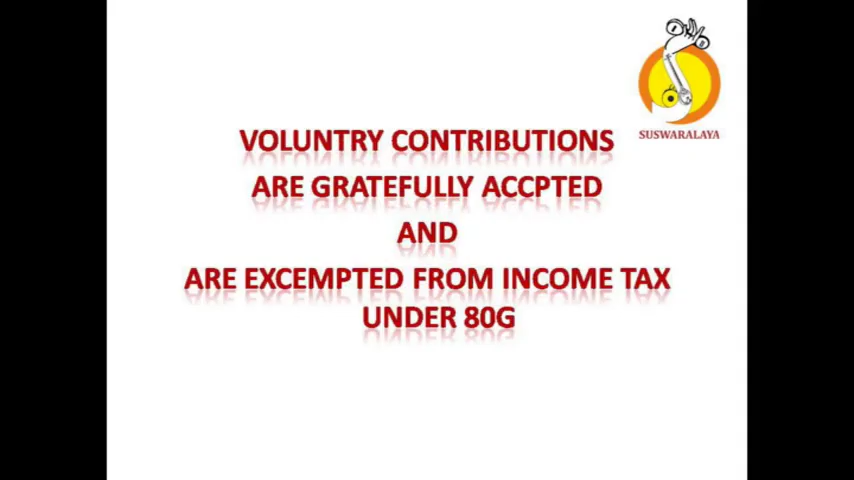 SUSWARALAYA
VOLUNTRY CONTRIBUTIONS
ARE GRATEFULLY ACCPTED
AND
ARE EXCEMPTED FROM INCOME TAX
UNDER 80G